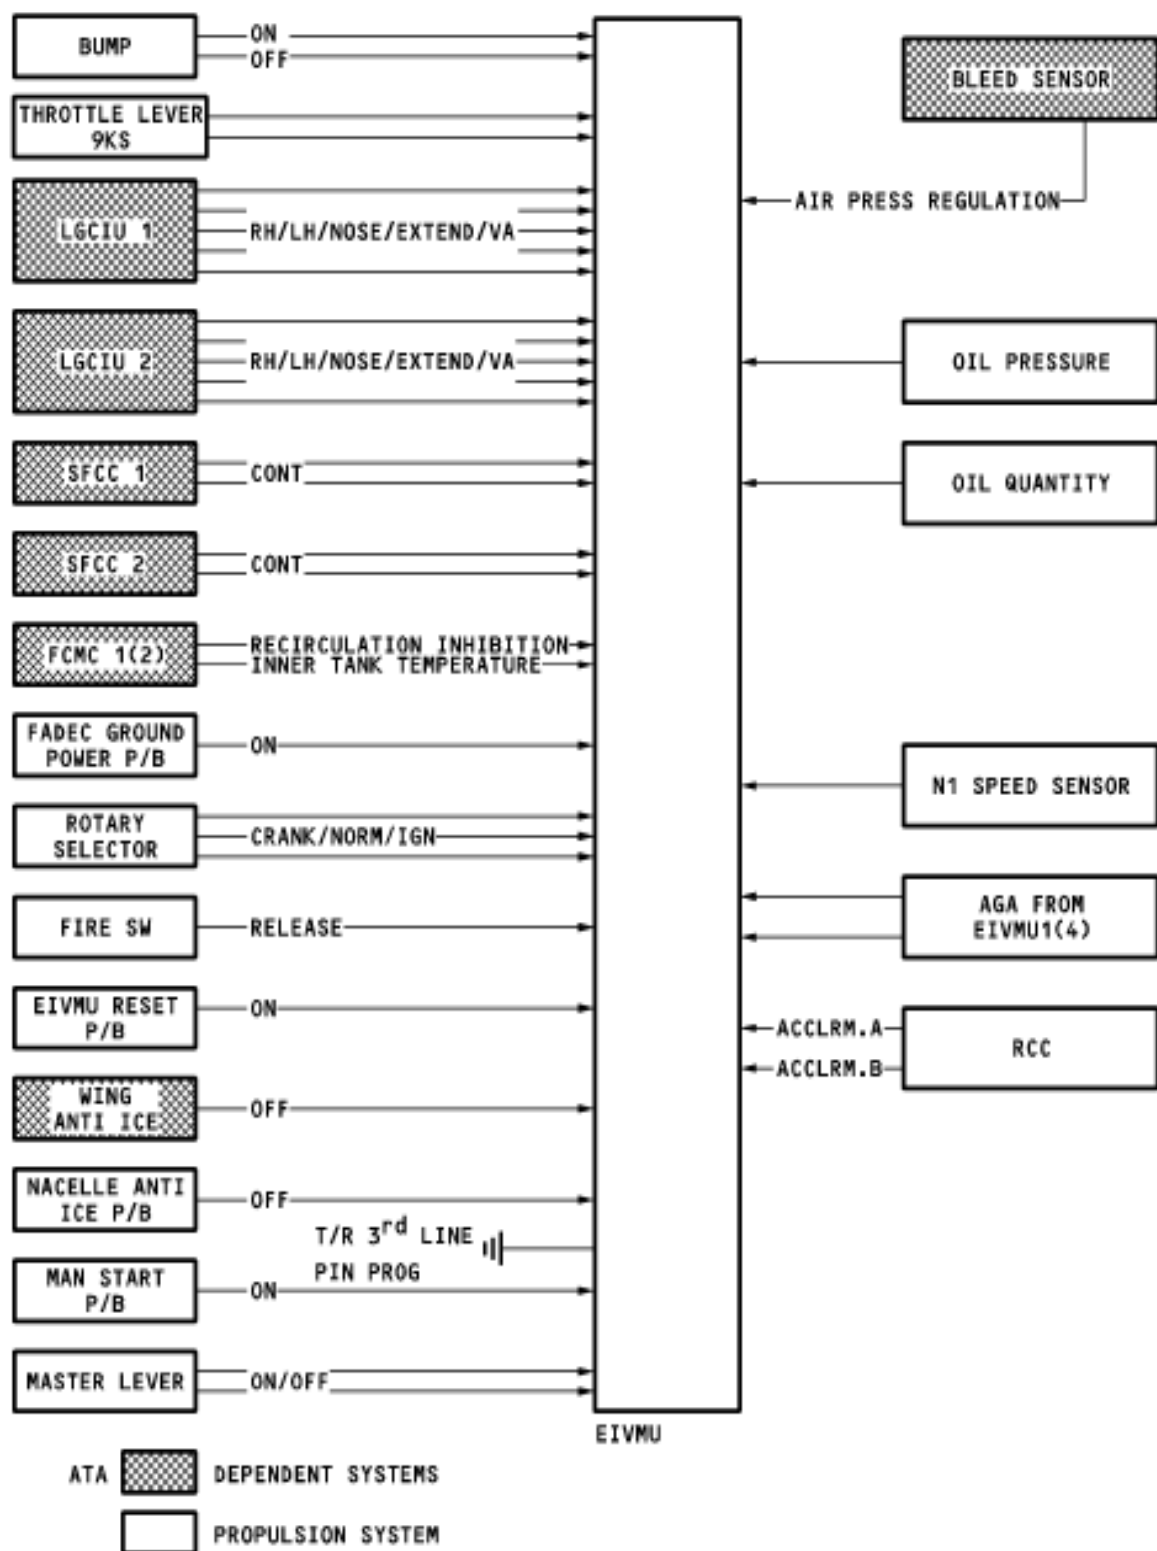 BUMP
ON
OFF
THROTTLE LEVER
9KS
LGCIU 1
RH/LH/NOSE/EXTEND/VA
LGCIU 2
RH/LH/NOSE/EXTEND/VA
SFCC 1
CONT
SFCC 2
CONT
FCMC 1(2)
RECIRCULATION INHIBITION
INNER TANK TEMPERATURE
FADEC GROUND
POWER P/B
ON
ROTARY
SELECTOR
CRANK/NORM/IGN
FIRE SW
RELEASE
EIVMU RESET
P/B
ON
WING
ANTI ICE
OFF
NACELLE ANTI
ICE P/B
OFF
T/R 3rd LINE
PIN PROG
MAN START
P/B
ON
MASTER LEVER
ON/OFF
EIVMU
BLEED SENSOR
AIR PRESS REGULATION
OIL PRESSURE
OIL QUANTITY
N1 SPEED SENSOR
AGA FROM
EIVMU1(4)
ACCLRM.A
ACCLRM.B
RCC
ATA
DEPENDENT SYSTEMS
PROPULSION SYSTEM